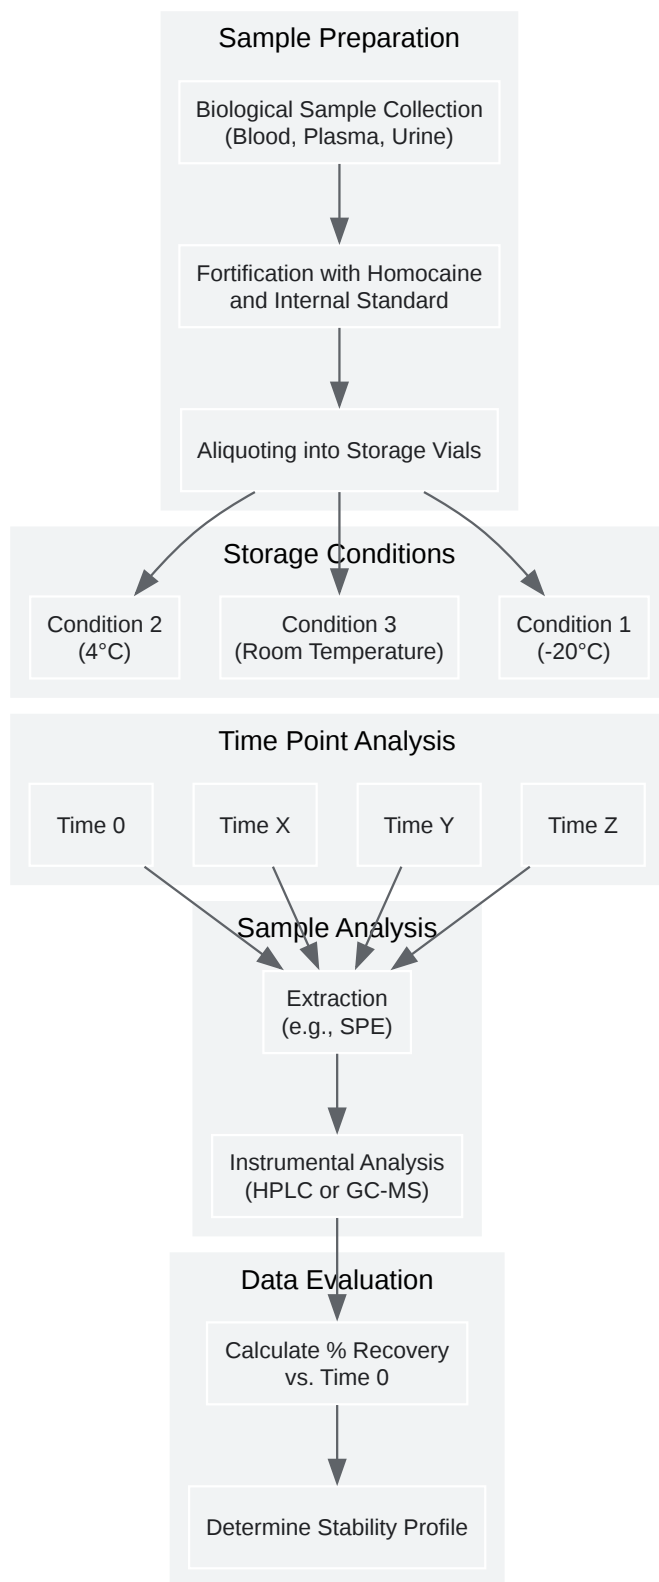 Sample Preparation
Biological Sample Collection
(Blood, Plasma, Urine)
Fortification with Homocaine
and Internal Standard
Aliquoting into Storage Vials
Storage Conditions
Condition 2
(4°C)
Condition 3
(Room Temperature)
Condition 1
(-20°C)
Time Point Analysis
Time 0
Time X
Time Y
Time Z
Sample Analysis
Extraction
(e.g., SPE)
Instrumental Analysis
(HPLC or GC-MS)
Data Evaluation
Calculate % Recovery
vs. Time 0
Determine Stability Profile